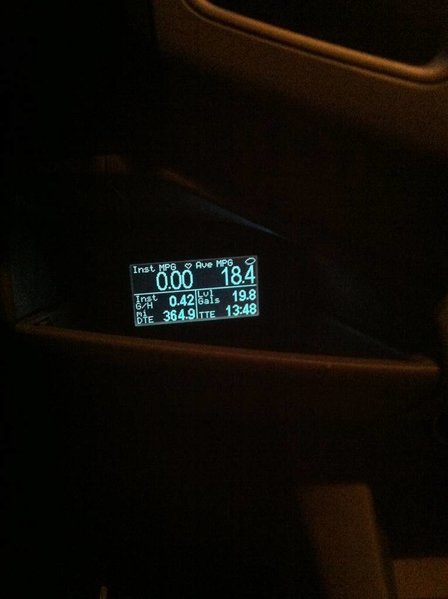 Inst MPG Ave MPG
0.00 18.4
Inst G/H 0.42 Lvl Gals 19.8
mi DTE 364.9 TTE 13:48